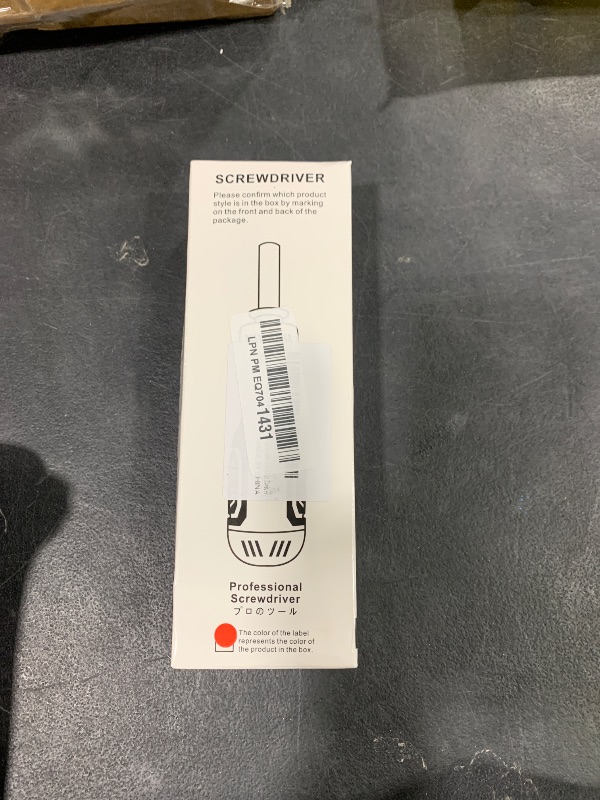 SCREWDRIVER
Please confirm which product
style is in the box by marking
on the front and back of the
package.
LPN PM EQ7041431
Professional
Screwdriver
プロのツール
The color of the label
represents the color of
the product in the box.